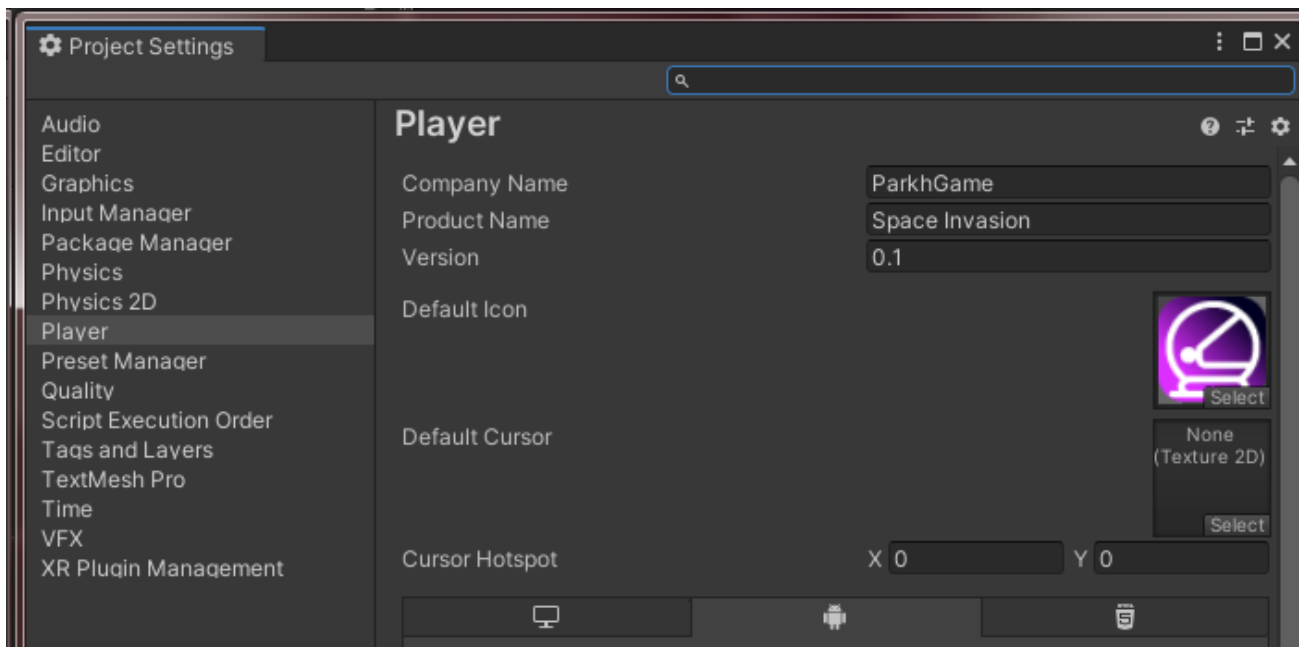 Project Settings
Audio
Editor
Graphics
Input Manager
Package Manager
Physics
Physics 2D
Player
Preset Manager
Quality
Script Execution Order
Tags and Layers
TextMesh Pro
Time
VFX
XR Plugin Management
Player
Company Name ParkhGame
Product Name Space Invasion
Version 0.1
Default Icon
Select
Default Cursor
None
(Texture 2D)
Select
Cursor Hotspot X 0 Y 0